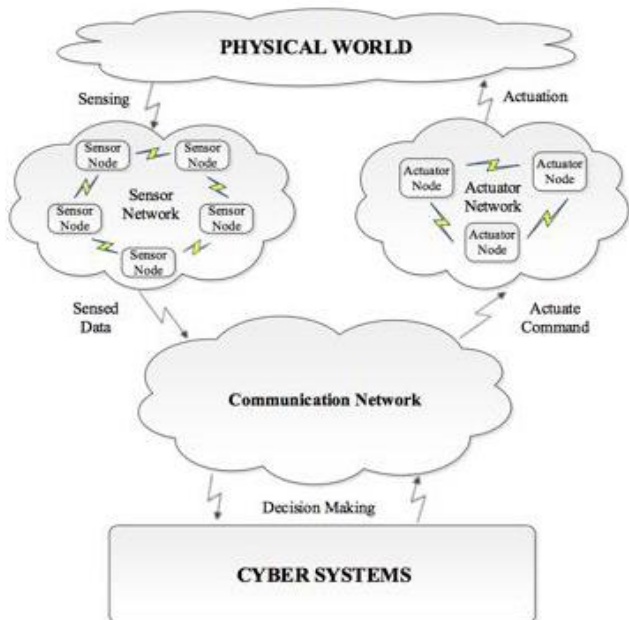 PHYSICAL WORLD
Sensing
Actuation
Sensor
Node
Sensor
Node
Sensor
Network
Sensor
Node
Sensor
Node
Sensor
Node
Actuator
Node
Actuator
Node
Actuator
Network
Actuator
Node
Sensed
Data
Actuate
Command
Communication Network
Decision Making
CYBER SYSTEMS